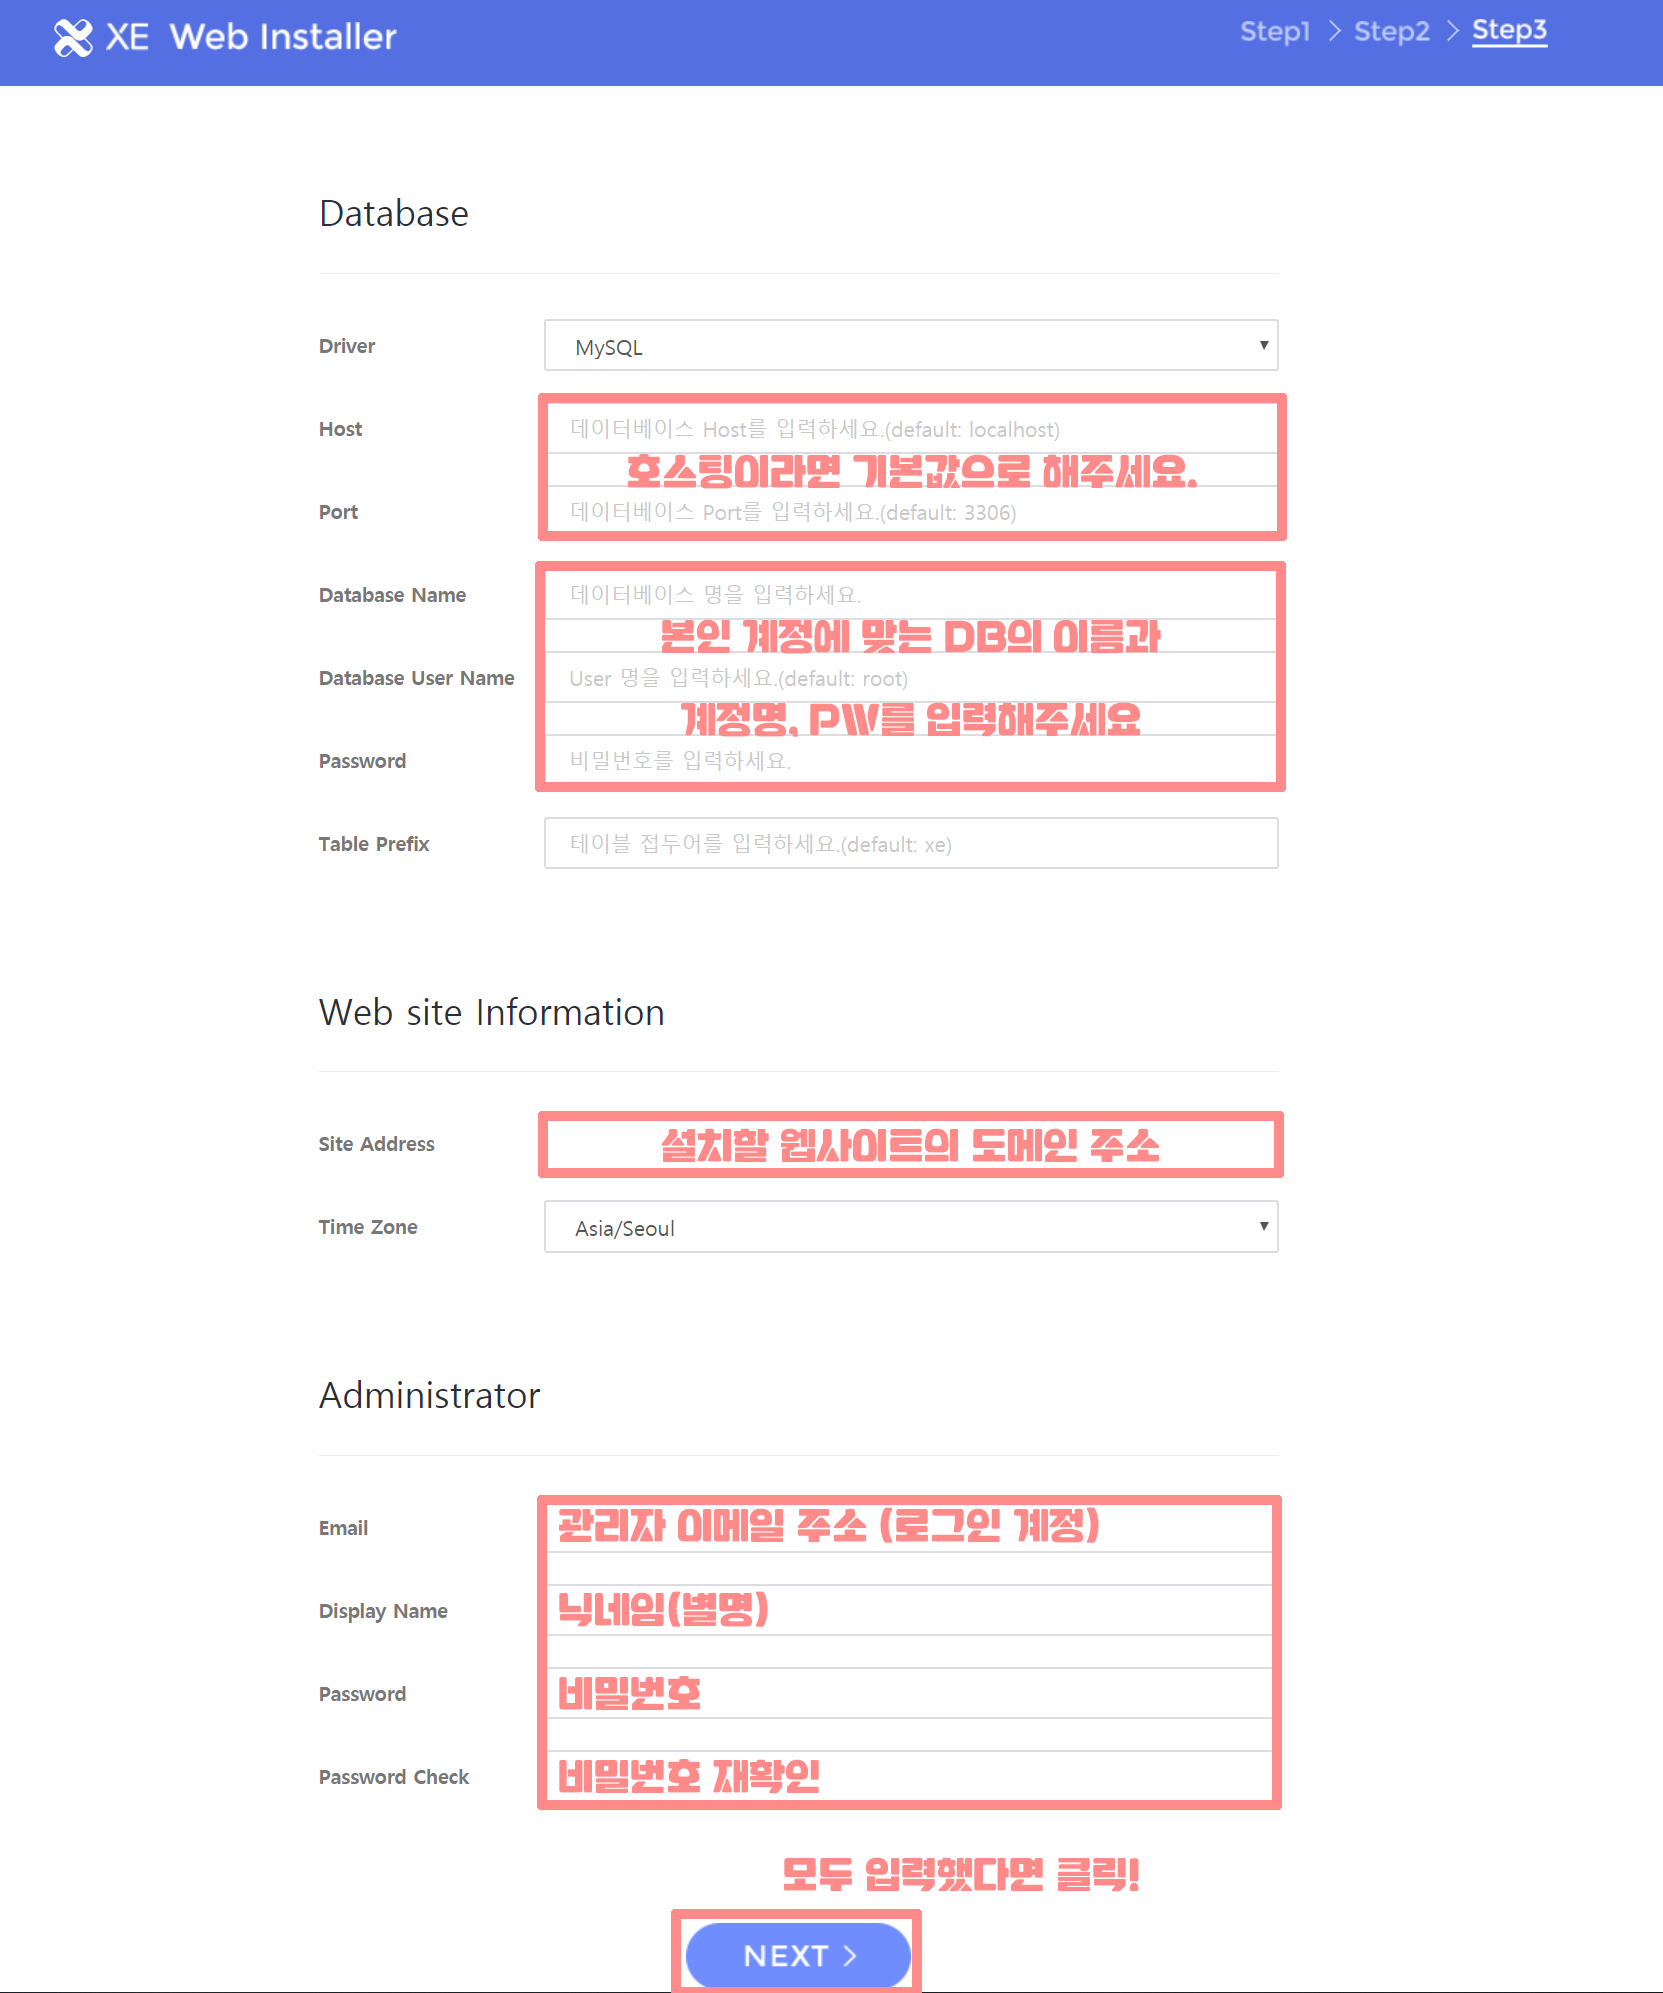 XE Web Installer
Step1 > Step2 > Step3
Database
Driver
MySQL
Host
데이터베이스 Host를 입력하세요.(default: localhost)
호스팅이라면 기본값으로 해주세요.
Port
데이터베이스 Port를 입력하세요.(default: 3306)
Database Name
데이터베이스 명을 입력하세요.
본인 계정에 맞는 DB의 이름과
Database User Name
User 명을 입력하세요.(default: root)
계정명, PW를 입력해주세요
Password
비밀번호를 입력하세요.
Table Prefix
테이블 접두어를 입력하세요.(default: xe)
Web site Information
Site Address
설치할 웹사이트의 도메인 주소
Time Zone
Asia/Seoul
Administrator
Email
관리자 이메일 주소 (로그인 계정)
Display Name
닉네임(별명)
Password
비밀번호
Password Check
비밀번호 재확인
모두 입력했다면 클릭!
NEXT >